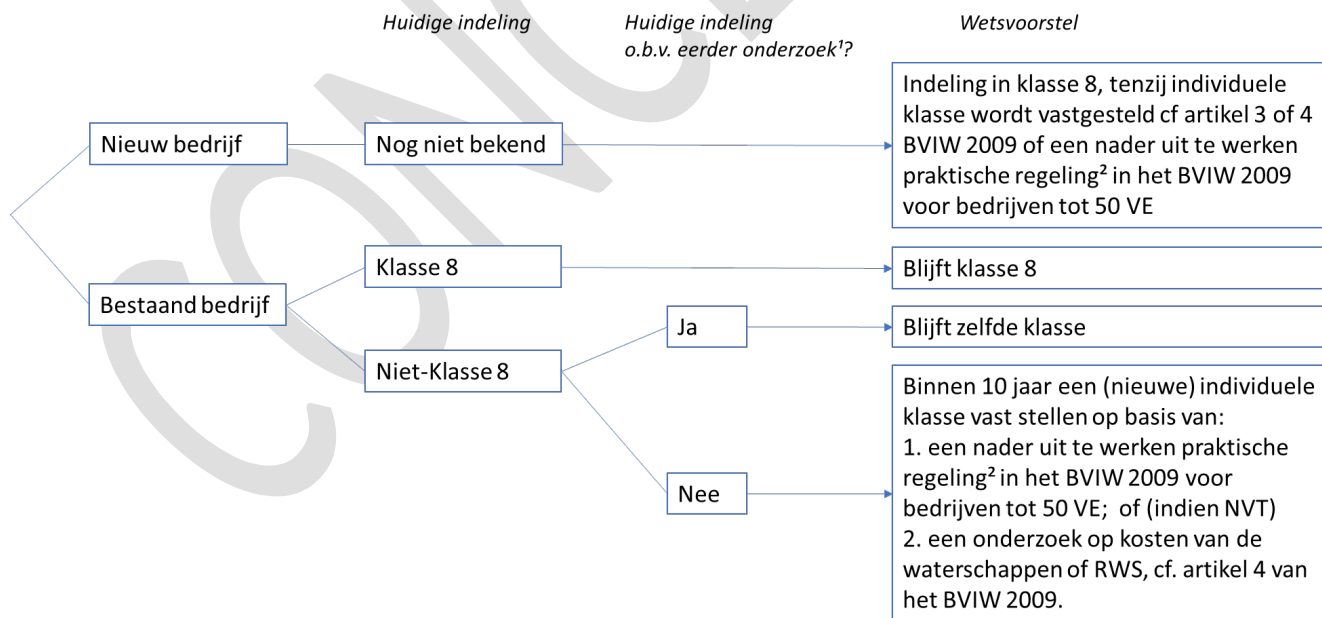 Huidige indeling
Huidige indeling
o.b.v. eerder onderzoek¹?
Wetsvoorstel
Nieuw bedrijf
Nog niet bekend
Indeling in klasse 8, tenzij individuele
klasse wordt vastgesteld cf artikel 3 of 4
BVIW 2009 of een nader uit te werken
praktische regeling² in het BVIW 2009
voor bedrijven tot 50 VE
Bestaand bedrijf
Klasse 8
Blijft klasse 8
Niet-Klasse 8
Ja
Blijft zelfde klasse
Nee
Binnen 10 jaar een (nieuwe) individuele
klasse vast stellen op basis van:
1. een nader uit te werken praktische
regeling² in het BVIW 2009 voor
bedrijven tot 50 VE;  of (indien NVT)
2. een onderzoek op kosten van de
waterschappen of RWS, cf. artikel 4 van
het BVIW 2009.